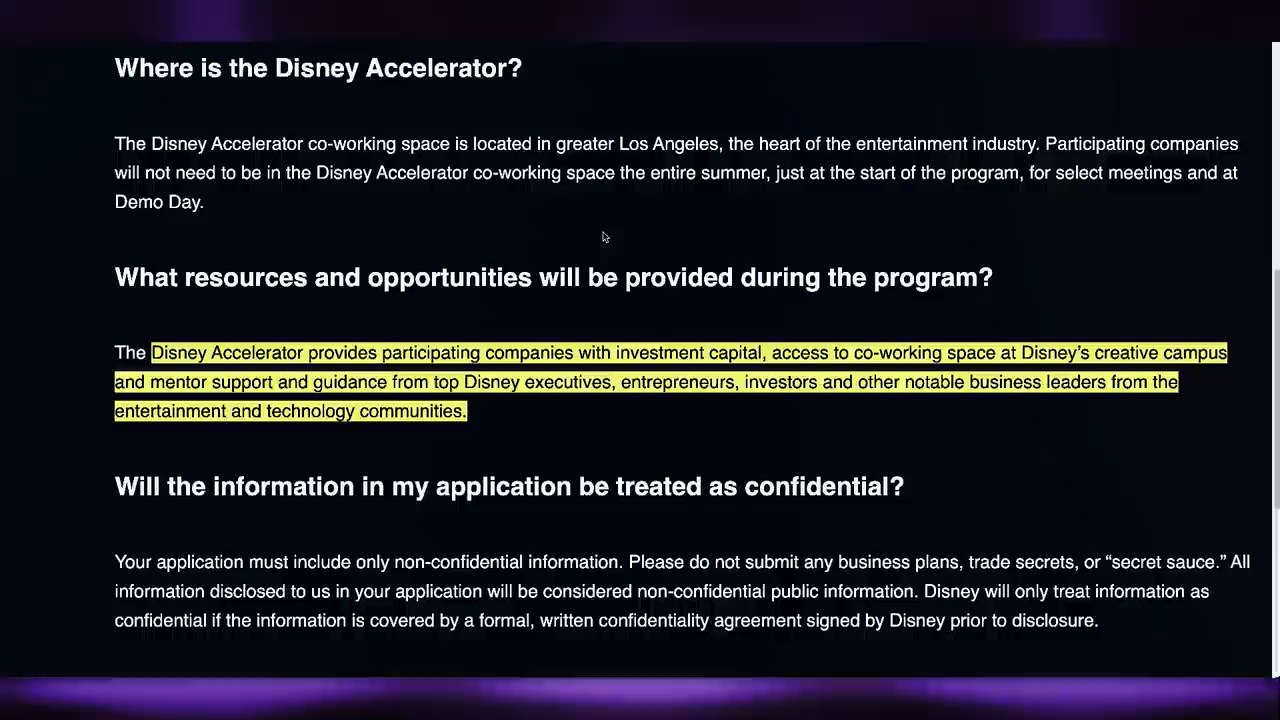 Where is the Disney Accelerator?
The Disney Accelerator co-working space is located in greater Los Angeles, the heart of the entertainment industry. Participating companies
will not need to be in the Disney Accelerator co-working space the entire summer, just at the start of the program, for select meetings and at
Demo Day.
What resources and opportunities will be provided during the program?
The Disney Accelerator provides participating companies with investment capital, access to co-working space at Disney’s creative campus
and mentor support and guidance from top Disney executives, entrepreneurs, investors and other notable business leaders from the
entertainment and technology communities.
Will the information in my application be treated as confidential?
Your application must include only non-confidential information. Please do not submit any business plans, trade secrets, or “secret sauce.” All
information disclosed to us in your application will be considered non-confidential public information. Disney will only treat information as
confidential if the information is covered by a formal, written confidentiality agreement signed by Disney prior to disclosure.